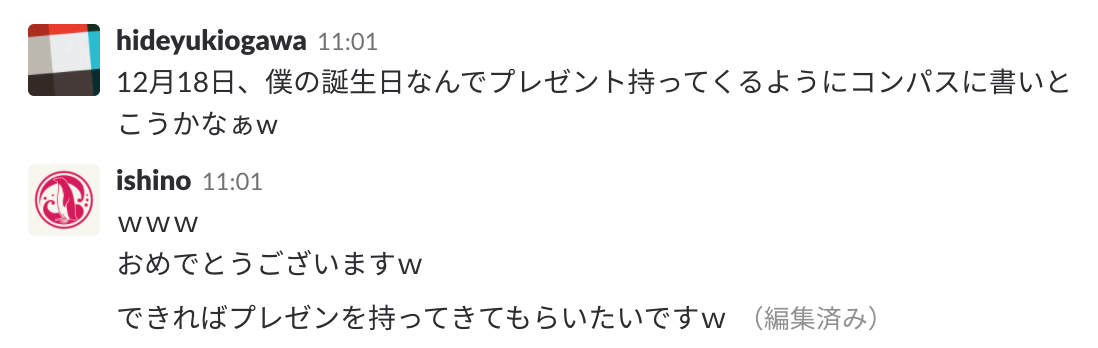 hideyukiogawa 11:01
12月18日、僕の誕生日なんでプレゼント持ってくるようにコンパスに書いと
こうかなぁw
ishino 11:01
ｗｗｗ
おめでとうございますｗ
できればプレゼンを持ってきてもらいたいですｗ （編集済み）